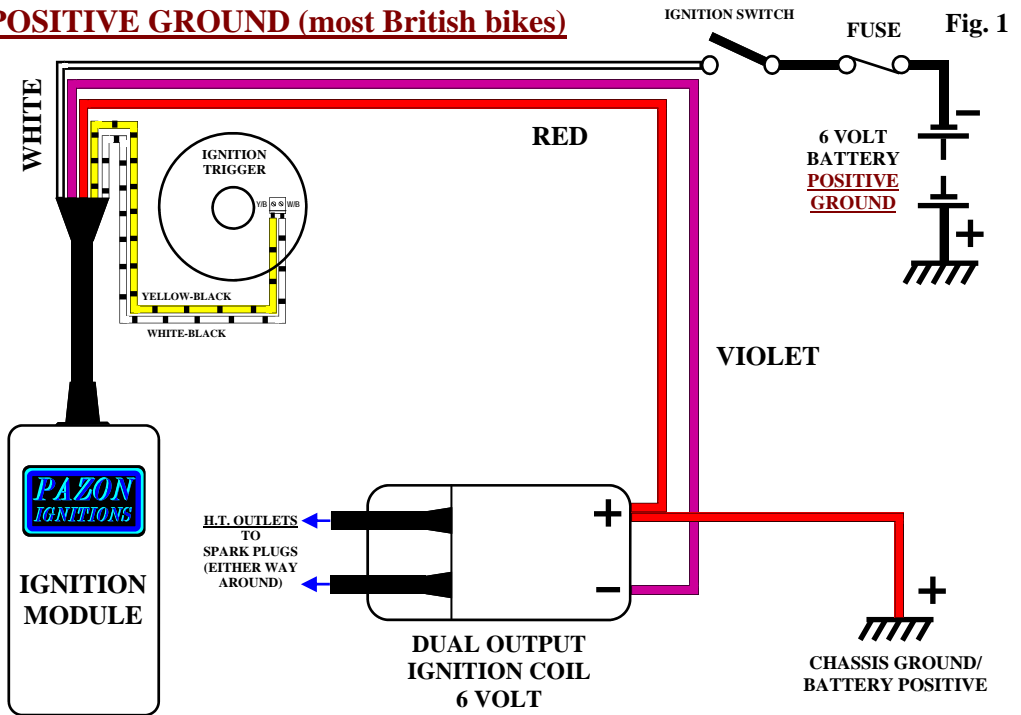 POSITIVE GROUND (most British bikes)
IGNITION SWITCH
FUSE
Fig. 1
WHITE
RED
IGNITION
TRIGGER
Y/B
W/B
6 VOLT
BATTERY
POSITIVE
GROUND
−
+
YELLOW-BLACK
WHITE-BLACK
VIOLET
PAZON
IGNITIONS
IGNITION
MODULE
H.T. OUTLETS
TO
SPARK PLUGS
(EITHER WAY
AROUND)
+
−
DUAL OUTPUT
IGNITION COIL
6 VOLT
+
CHASSIS GROUND/
BATTERY POSITIVE